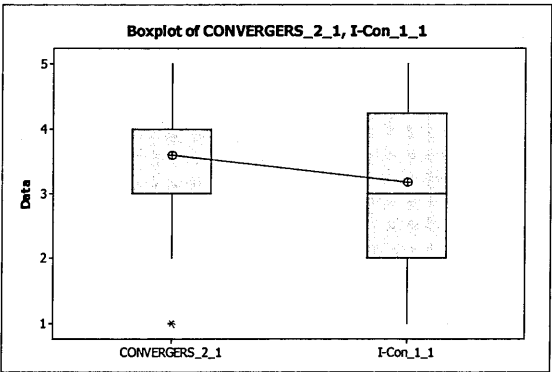 Boxplot of CONVERGERS_2_1, I-Con_1_1
5
4
3
2
1
Data
CONVERGERS_2_1
I-Con_1_1